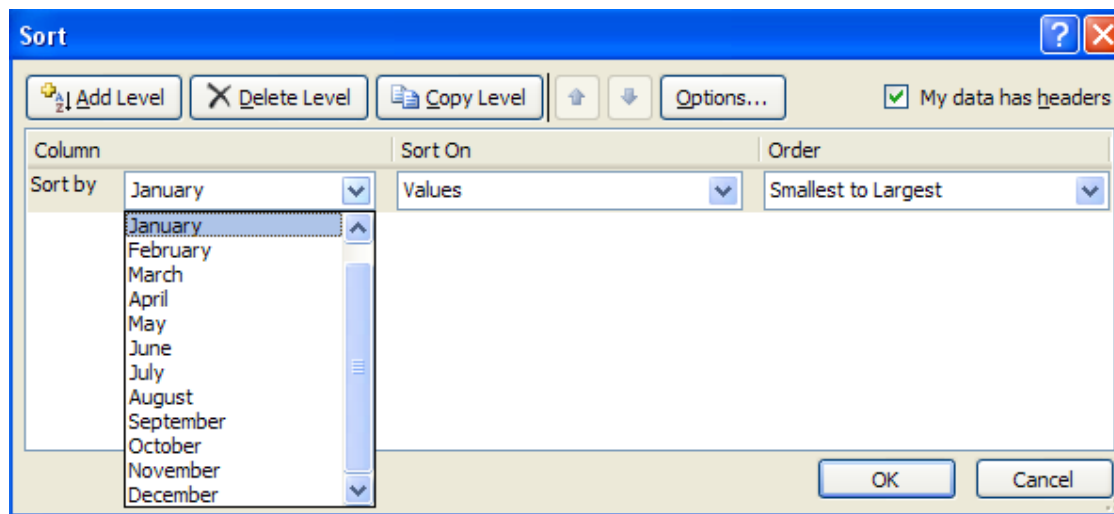 Sort
Add Level Delete Level Copy Level Options... My data has headers
Column Sort On Order
Sort by January Values Smallest to Largest
January
February
March
April
May
June
July
August
September
October
November
December
OK Cancel